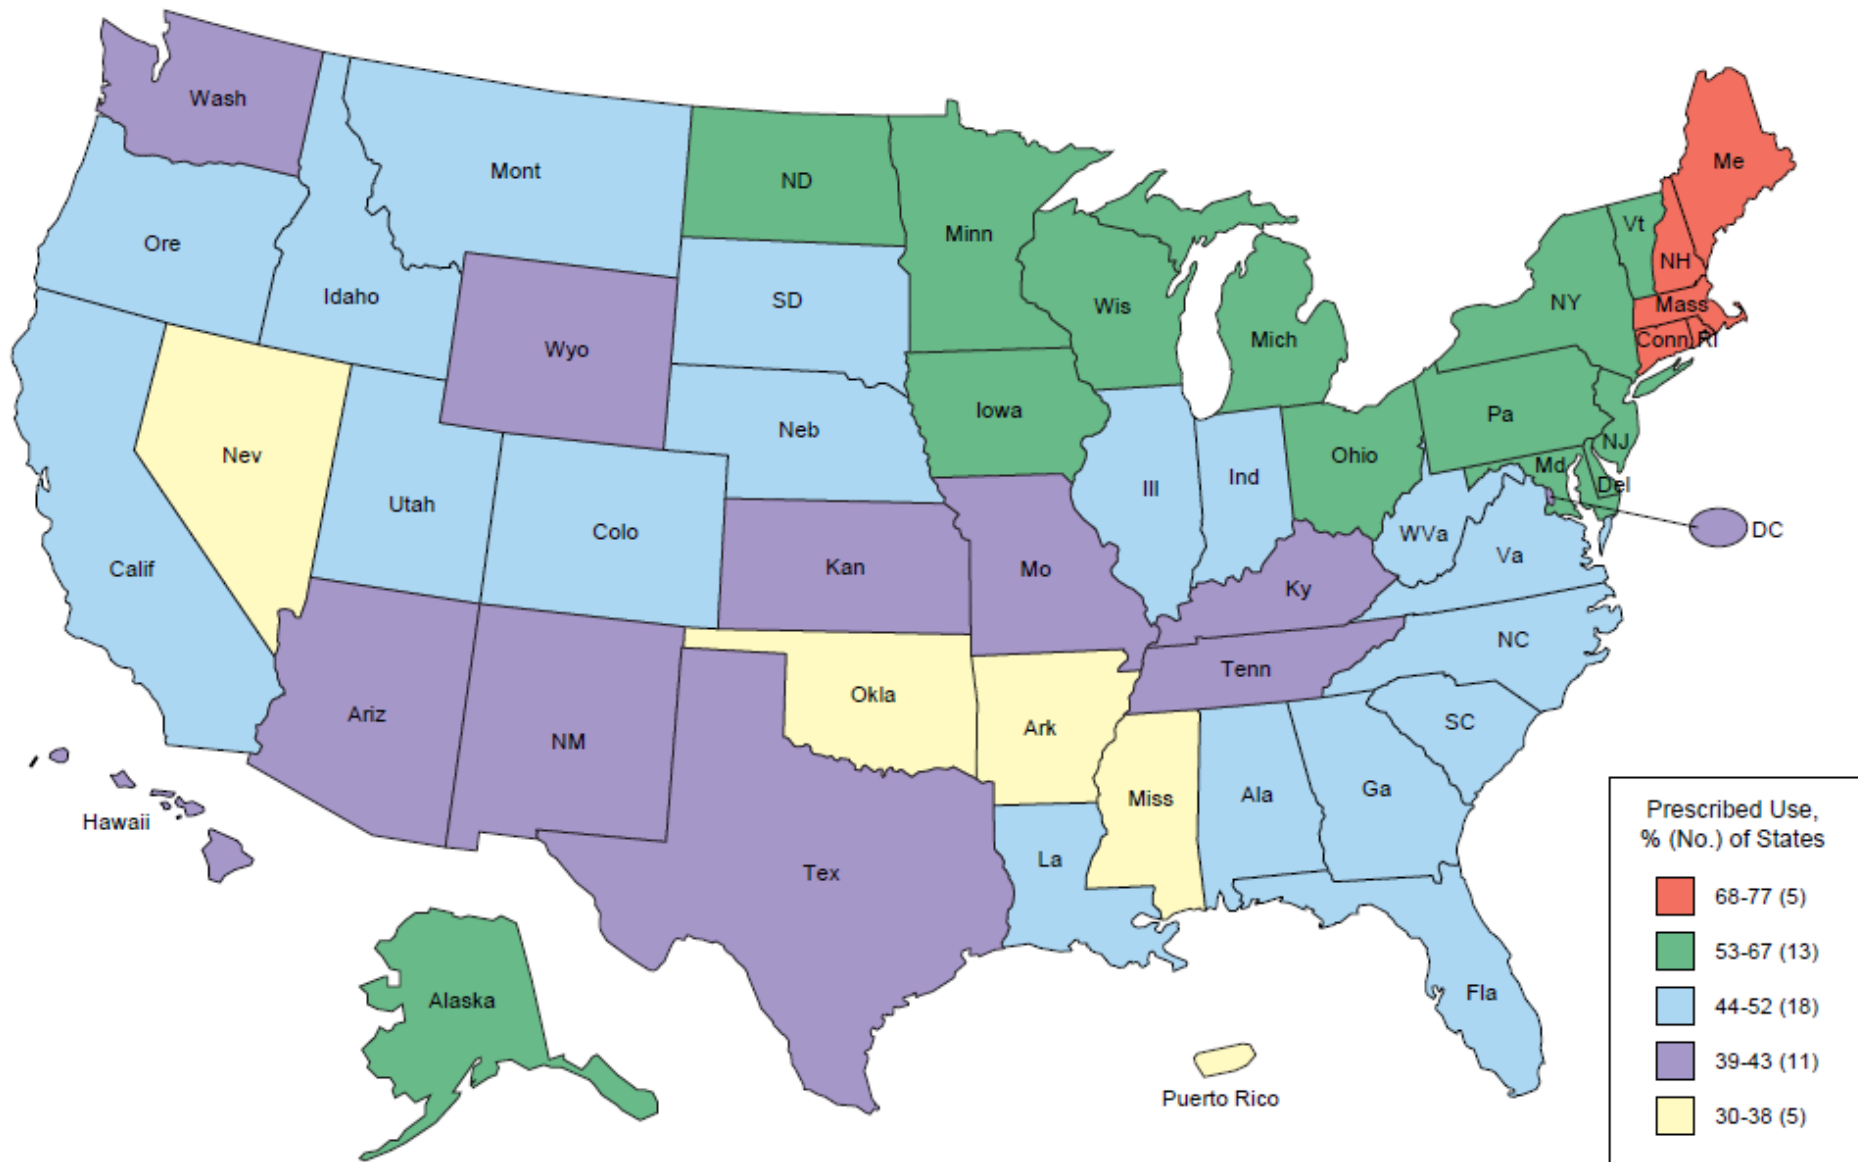 Wash
Mont
ND
Minn
Me
Vt
NH
Ore
Idaho
SD
Wis
Mich
NY
Mass
Conn
RI
Wyo
Iowa
Pa
NJ
Neb
Nev
Utah
Colo
Ill
Ind
Ohio
Md
Del
DC
Calif
Kan
Mo
Ky
WVa
Va
NC
Tenn
Ariz
NM
Okla
Ark
SC
Miss
Ala
Ga
Hawaii
Tex
La
Fla
Alaska
Puerto Rico
Prescribed Use,
% (No.) of States
68-77 (5)
53-67 (13)
44-52 (18)
39-43 (11)
30-38 (5)